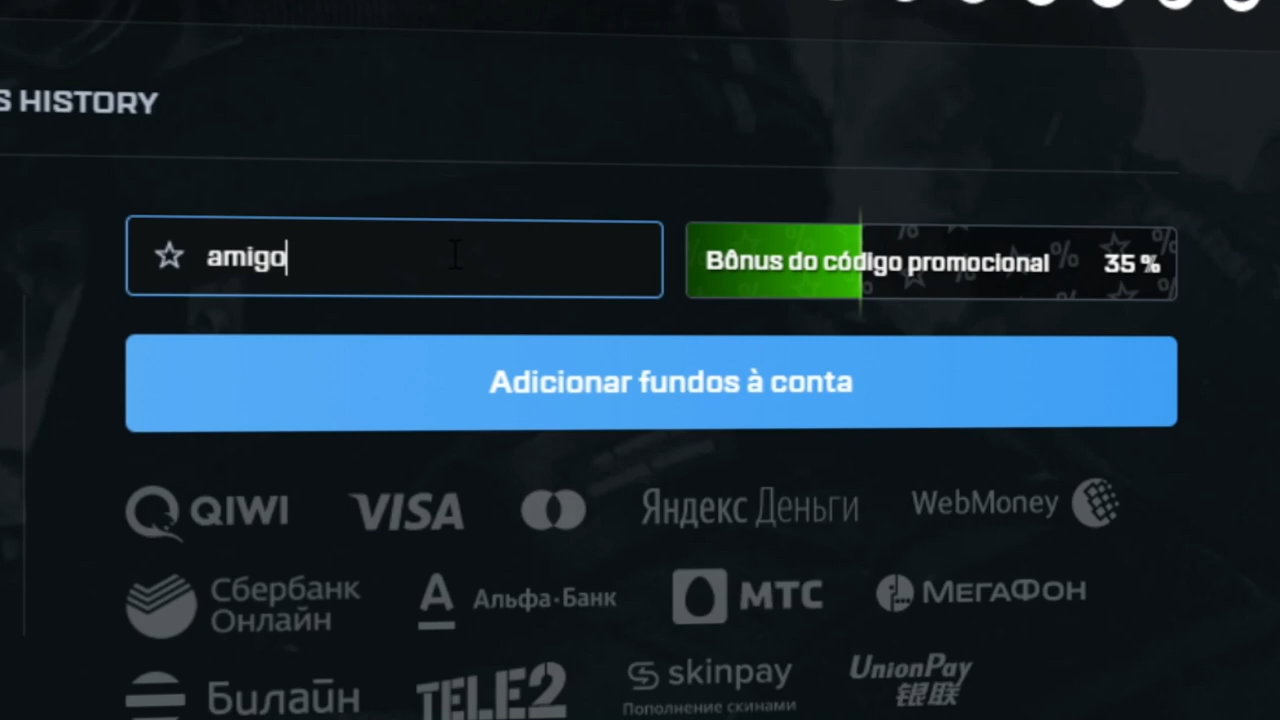 S HISTORY
amigo
Bônus do código promocional 35 %
Adicionar fundos à conta
QIWI VISA Яндекс Деньги WebMoney
Сбербанк Онлайн
А Альфа·Банк МТС МЕГАФОН
Билайн TELE2 skinpay
Пополнение скинами
UnionPay
银联